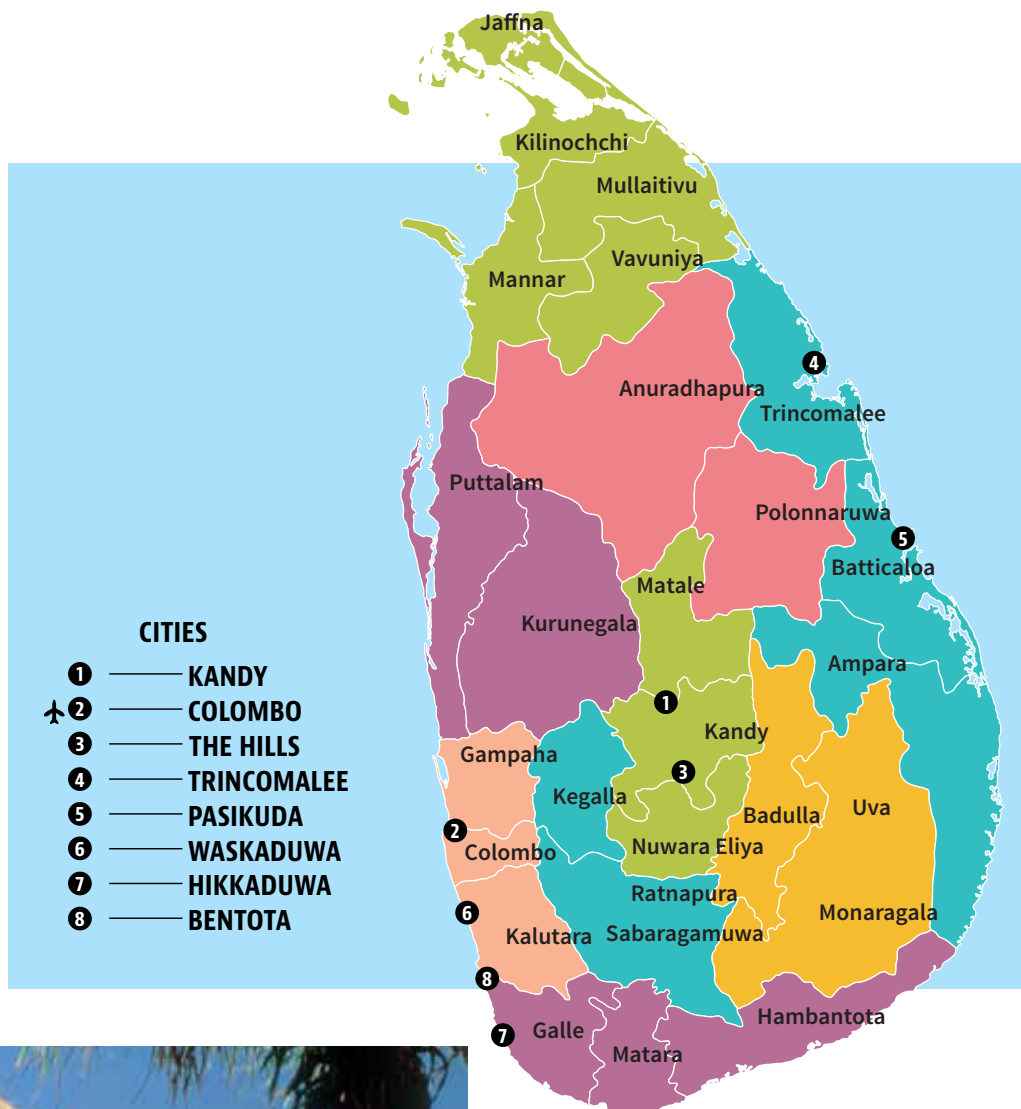 Jaffna
Kilinochchi
Mullaitivu
Vavuniya
Mannar
4
Anuradhapura
Trincomalee
Puttalam
Polonnaruwa
5
Batticaloa
Matale
Kurunegala
CITIES
1 KANDY
2 COLOMBO
3 THE HILLS
4 TRINCOMALEE
5 PASIKUDA
6 WASKADUWA
7 HIKKADUWA
8 BENTOTA
Ampara
1
Kandy
Gampaha
3
Kegalla
Badulla
Uva
2
Colombo
Nuwara Eliya
Ratnapura
6
Kalutara
Sabaragamuwa
Monaragala
8
7
Galle
Hambantota
Matara